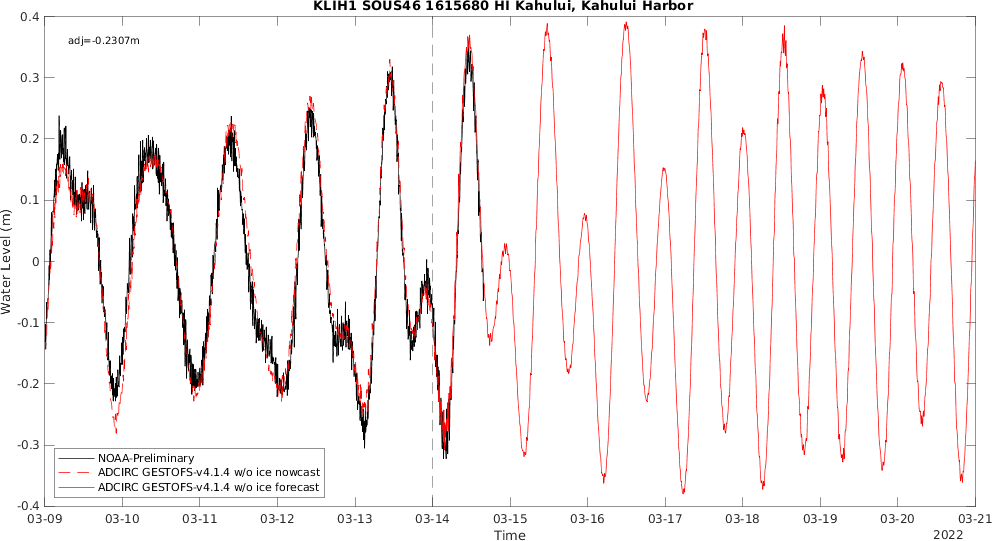 KLIH1 SOUS46 1615680 HI Kahului, Kahului Harbor
adj=-0.2307m
Water Level (m)
0.4
0.3
0.2
0.1
0
-0.1
-0.2
-0.3
-0.4
NOAA-Preliminary
ADCIRC GESTOFS-v4.1.4 w/o ice nowcast
ADCIRC GESTOFS-v4.1.4 w/o ice forecast
03-09 03-10 03-11 03-12 03-13 03-14 03-15 03-16 03-17 03-18 03-19 03-20 03-21
Time
2022